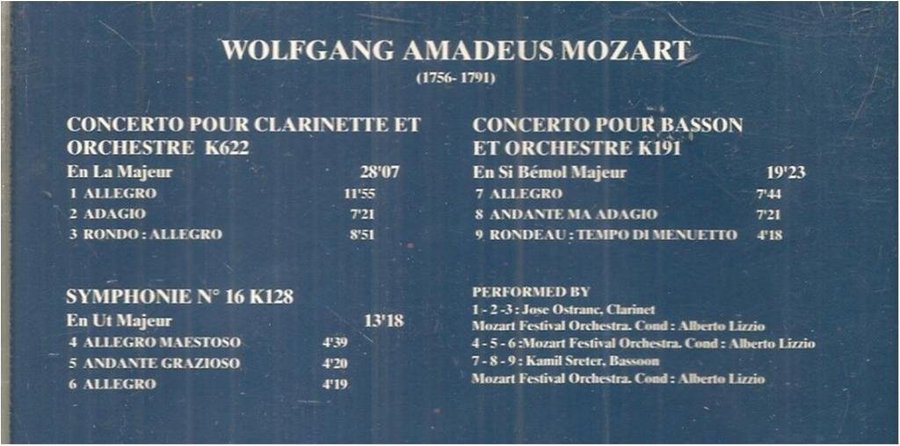 WOLFGANG AMADEUS MOZART
(1756- 1791)
CONCERTO POUR CLARINETTE ET
ORCHESTRE K622
En La Majeur 28'07
1 ALLEGRO 11'55
2 ADAGIO 7'21
3 RONDO : ALLEGRO 8'51
SYMPHONIE N° 16 K128
En Ut Majeur 13'18
4 ALLEGRO MAESTOSO 4'39
5 ANDANTE GRAZIOSO 4'20
6 ALLEGRO 4'19
CONCERTO POUR BASSON
ET ORCHESTRE K191
En Si Bémol Majeur 19'23
7 ALLEGRO 7'44
8 ANDANTE MA ADAGIO 7'21
9 RONDEAU : TEMPO DI MENUETTO 4'18
PERFORMED BY
1 - 2 -3 : Jose Ostranc, Clarinet
Mozart Festival Orchestra. Cond : Alberto Lizzio
4 - 5 - 6 :Mozart Festival Orchestra. Cond : Alberto Lizzio
7 - 8 - 9 : Kamil Sreter, Bassoon
Mozart Festival Orchestra. Cond : Alberto Lizzio